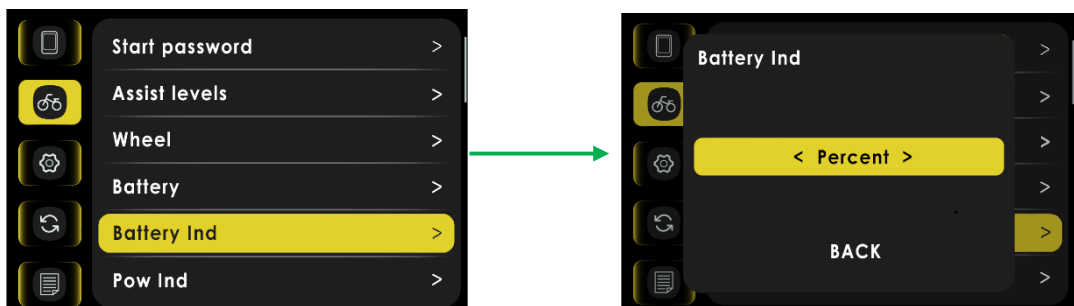 Start password >
Assist levels >
Wheel >
Battery >
Battery Ind >
Pow Ind >
Battery Ind
< Percent >
BACK
>
>
>
>
>
>